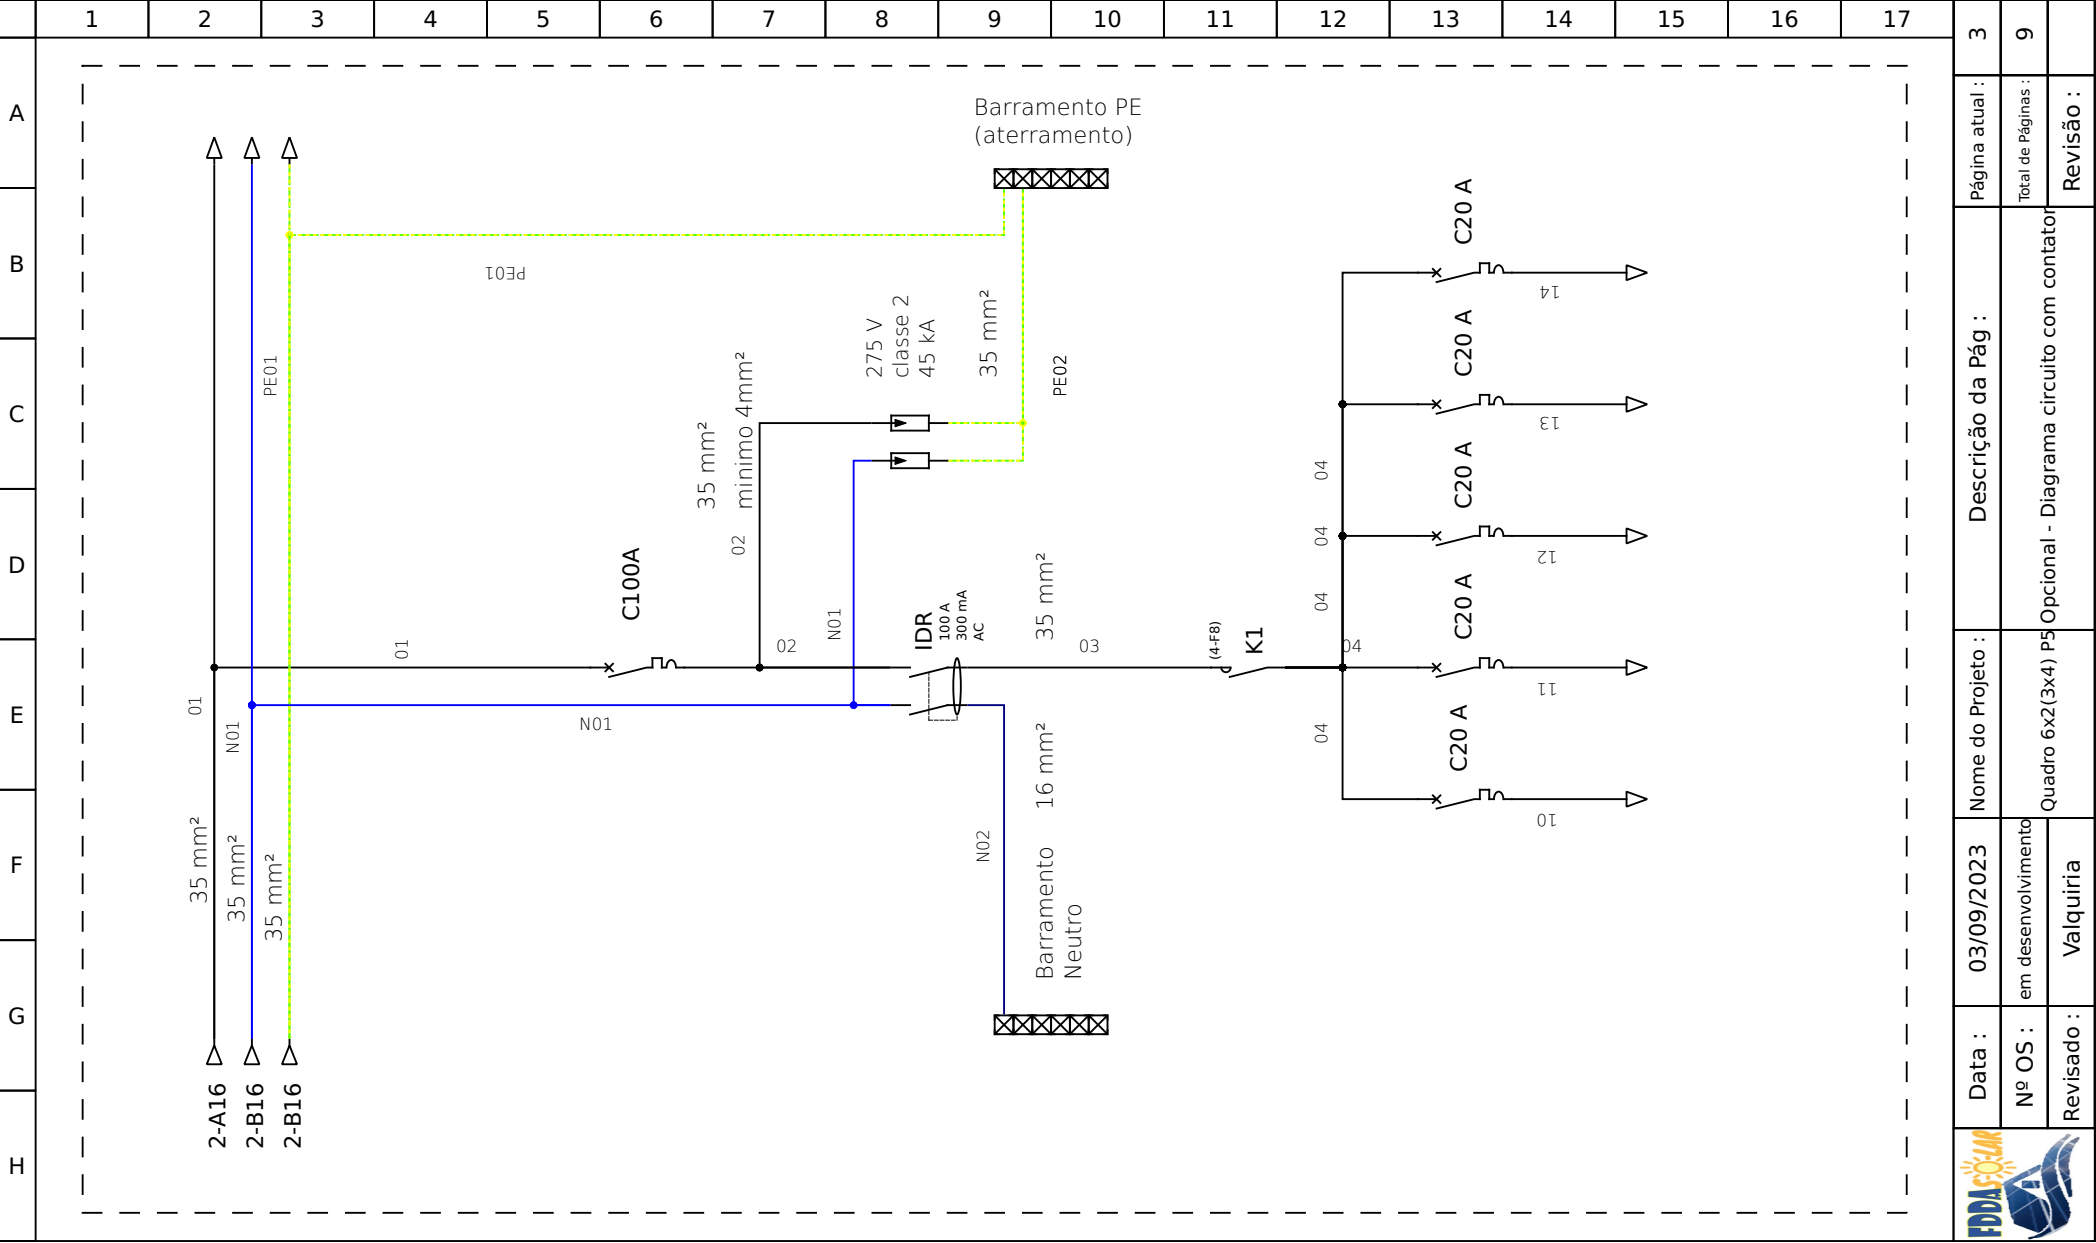 1 2 3 4 5 6 7 8 9 10 11 12 13 14 15 16 17
A
B
C
D
E
F
G
H
Barramento PE
(aterramento)
PE01
PE01
275 V
classe 2
45 kA
35 mm²
PE02
35 mm²
minimo 4mm²
02
C100A
01
01
N01
N01
02
N01
IDR
100 A
300 mA
AC
35 mm²
03
(4-F8)
K1
04
04
04
04
04
C20 A
14
C20 A
13
C20 A
12
C20 A
11
C20 A
10
16 mm²
N02
Barramento
Neutro
35 mm²
35 mm²
35 mm²
2-A16
2-B16
2-B16
Data :
03/09/2023
Nome do Projeto :
Descrição da Pág :
Página atual :
3
Nº OS :
em desenvolvimento
Quadro 6x2(3x4) P5
Opcional - Diagrama circuito com contator
Total de Páginas :
9
Revisado :
Valquiria
Revisão :
FDDA SOLAR